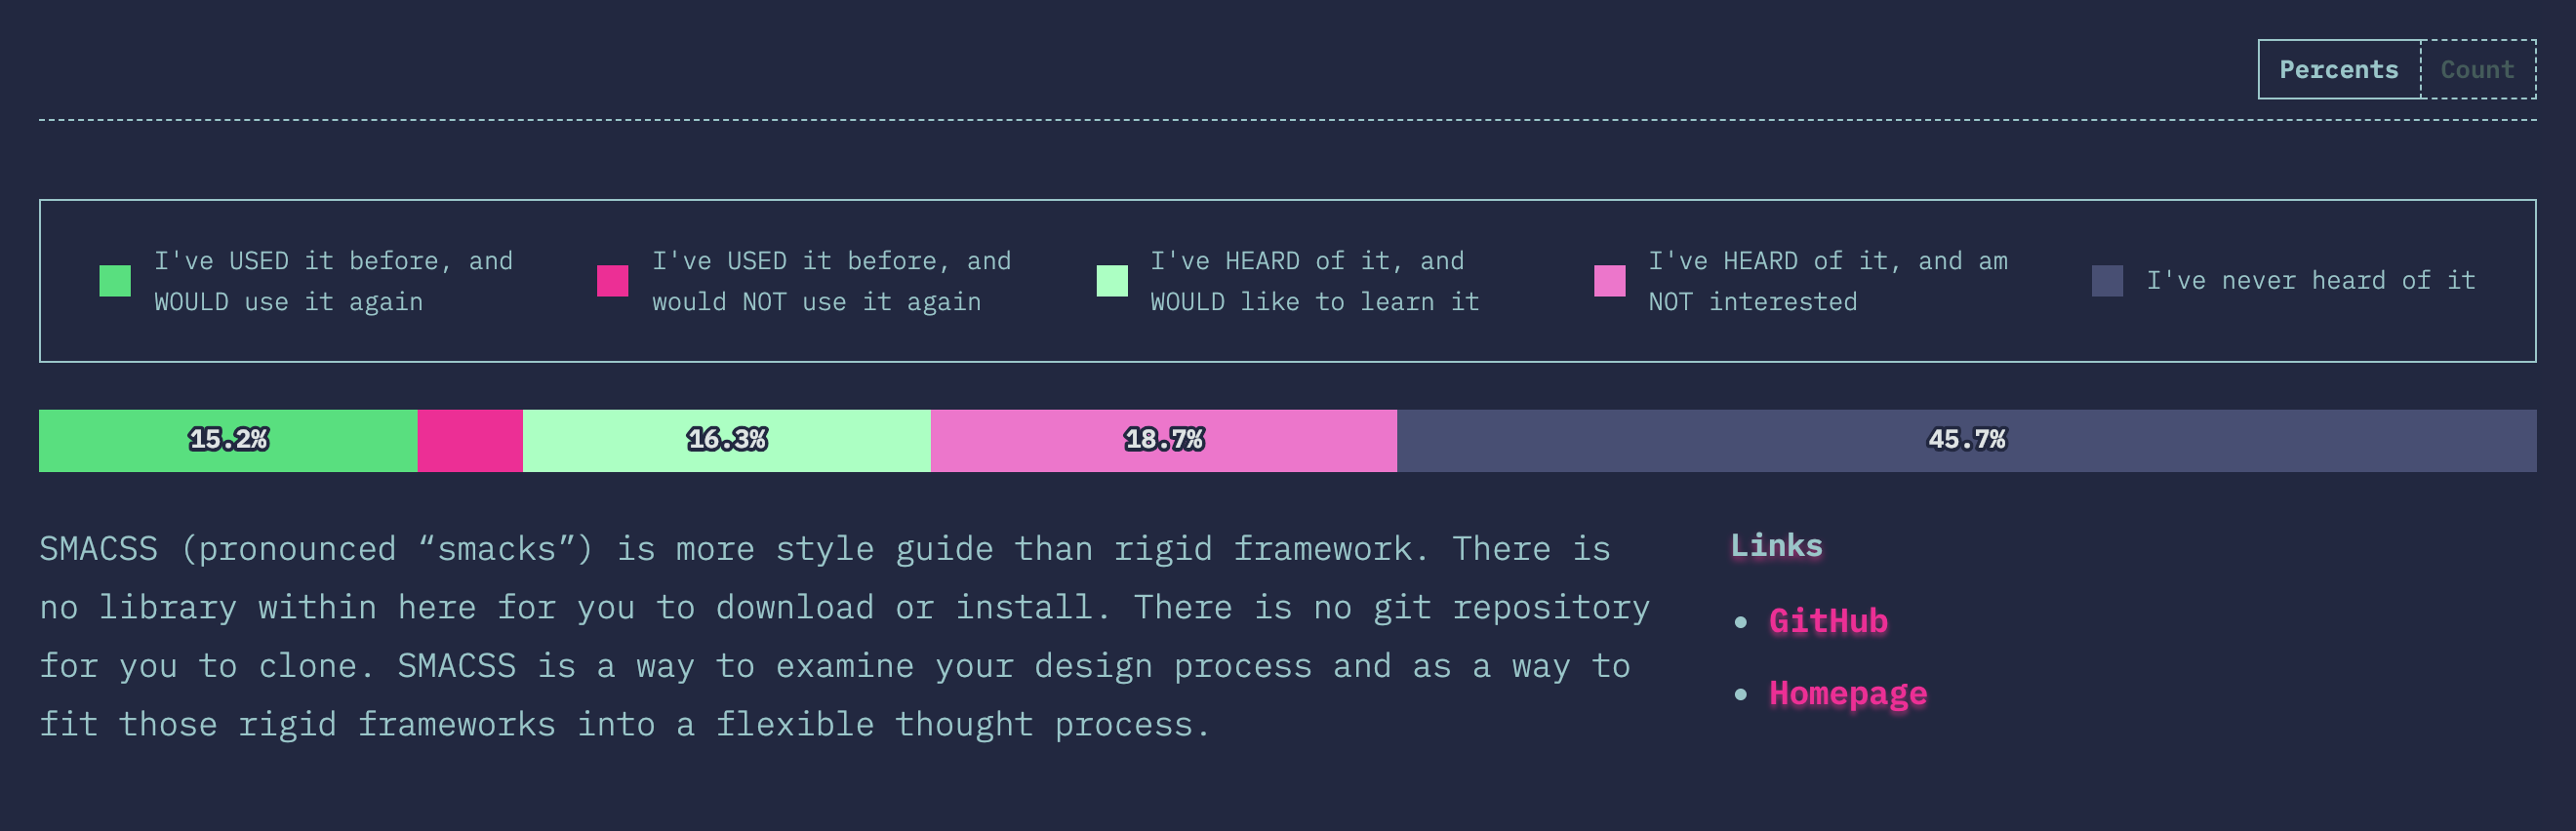 Percents Count
I've USED it before, and
WOULD use it again
I've USED it before, and
would NOT use it again
I've HEARD of it, and
WOULD like to learn it
I've HEARD of it, and am
NOT interested
I've never heard of it
15.2% 16.3% 18.7% 45.7%
SMACSS (pronounced “smacks”) is more style guide than rigid framework. There is
no library within here for you to download or install. There is no git repository
for you to clone. SMACSS is a way to examine your design process and as a way to
fit those rigid frameworks into a flexible thought process.
Links
• GitHub
• Homepage